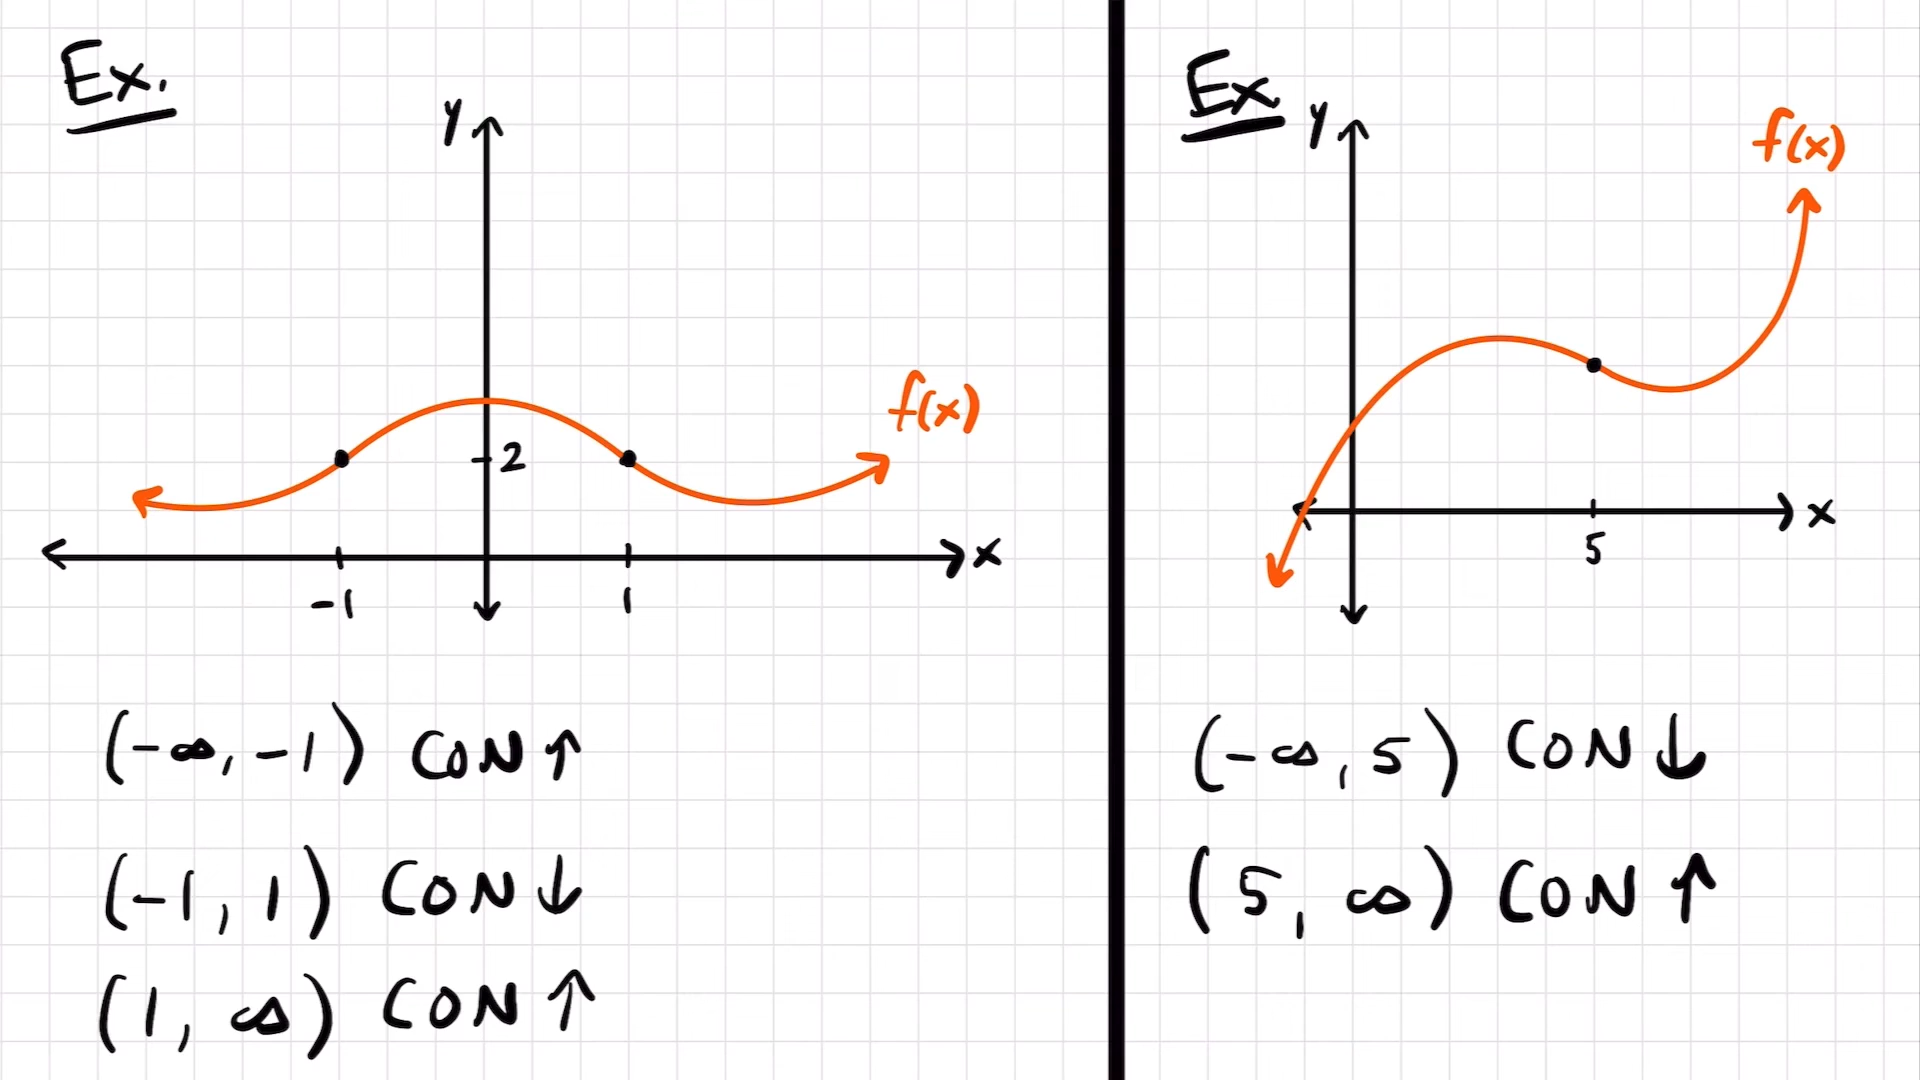 Ex.
y
f(x)
2
x
-1
1
(-∞, -1) CON ↑
(-1, 1) CON ↓
(1, ∞) CON ↑
Ex
y
f(x)
x
5
(-∞, 5) CON ↓
(5, ∞) CON ↑